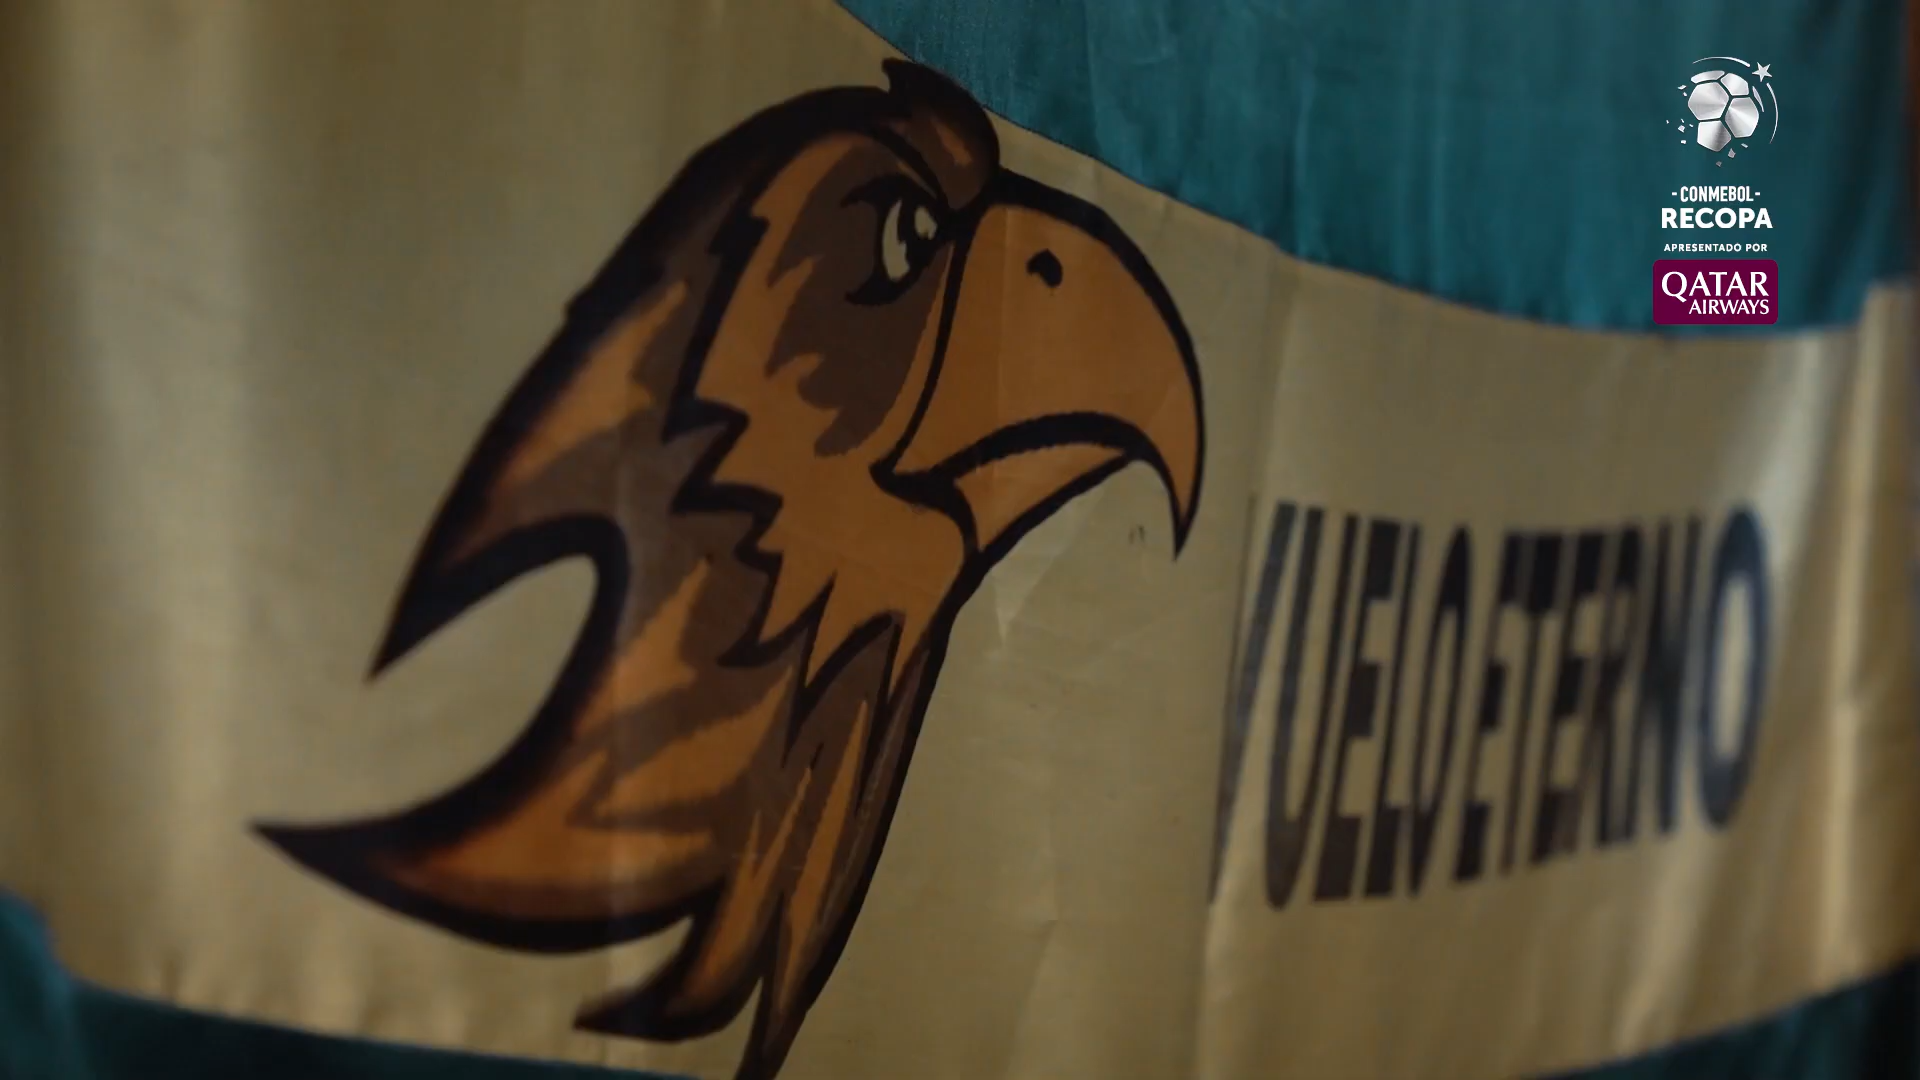 -CONMEBOL-
RECOPA
APRESENTADO POR
QATAR
AIRWAYS
VUELO ETERNO